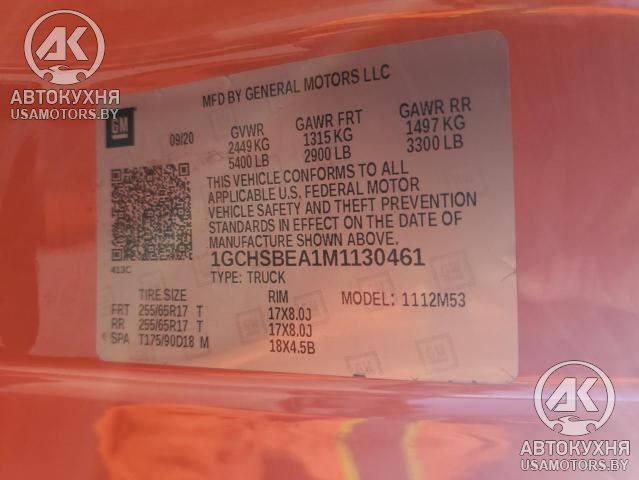 АК
АВТОКУХНЯ
USAMOTORS.BY
GM
MFD BY GENERAL MOTORS LLC
09/20 GVWR GAWR FRT GAWR RR
2449 KG 1315 KG 1497 KG
5400 LB 2900 LB 3300 LB
THIS VEHICLE CONFORMS TO ALL
APPLICABLE U.S. FEDERAL MOTOR
VEHICLE SAFETY AND THEFT PREVENTION
STANDARDS IN EFFECT ON THE DATE OF
MANUFACTURE SHOWN ABOVE.
413C
1GCHSBEA1M1130461
TYPE: TRUCK
TIRE SIZE RIM MODEL: 1112M53
FRT 255/65R17 T 17X8.0J
RR 255/65R17 T 17X8.0J
SPA T175/90D18 M 18X4.5B
АК
АВТОКУХНЯ
USAMOTORS.BY